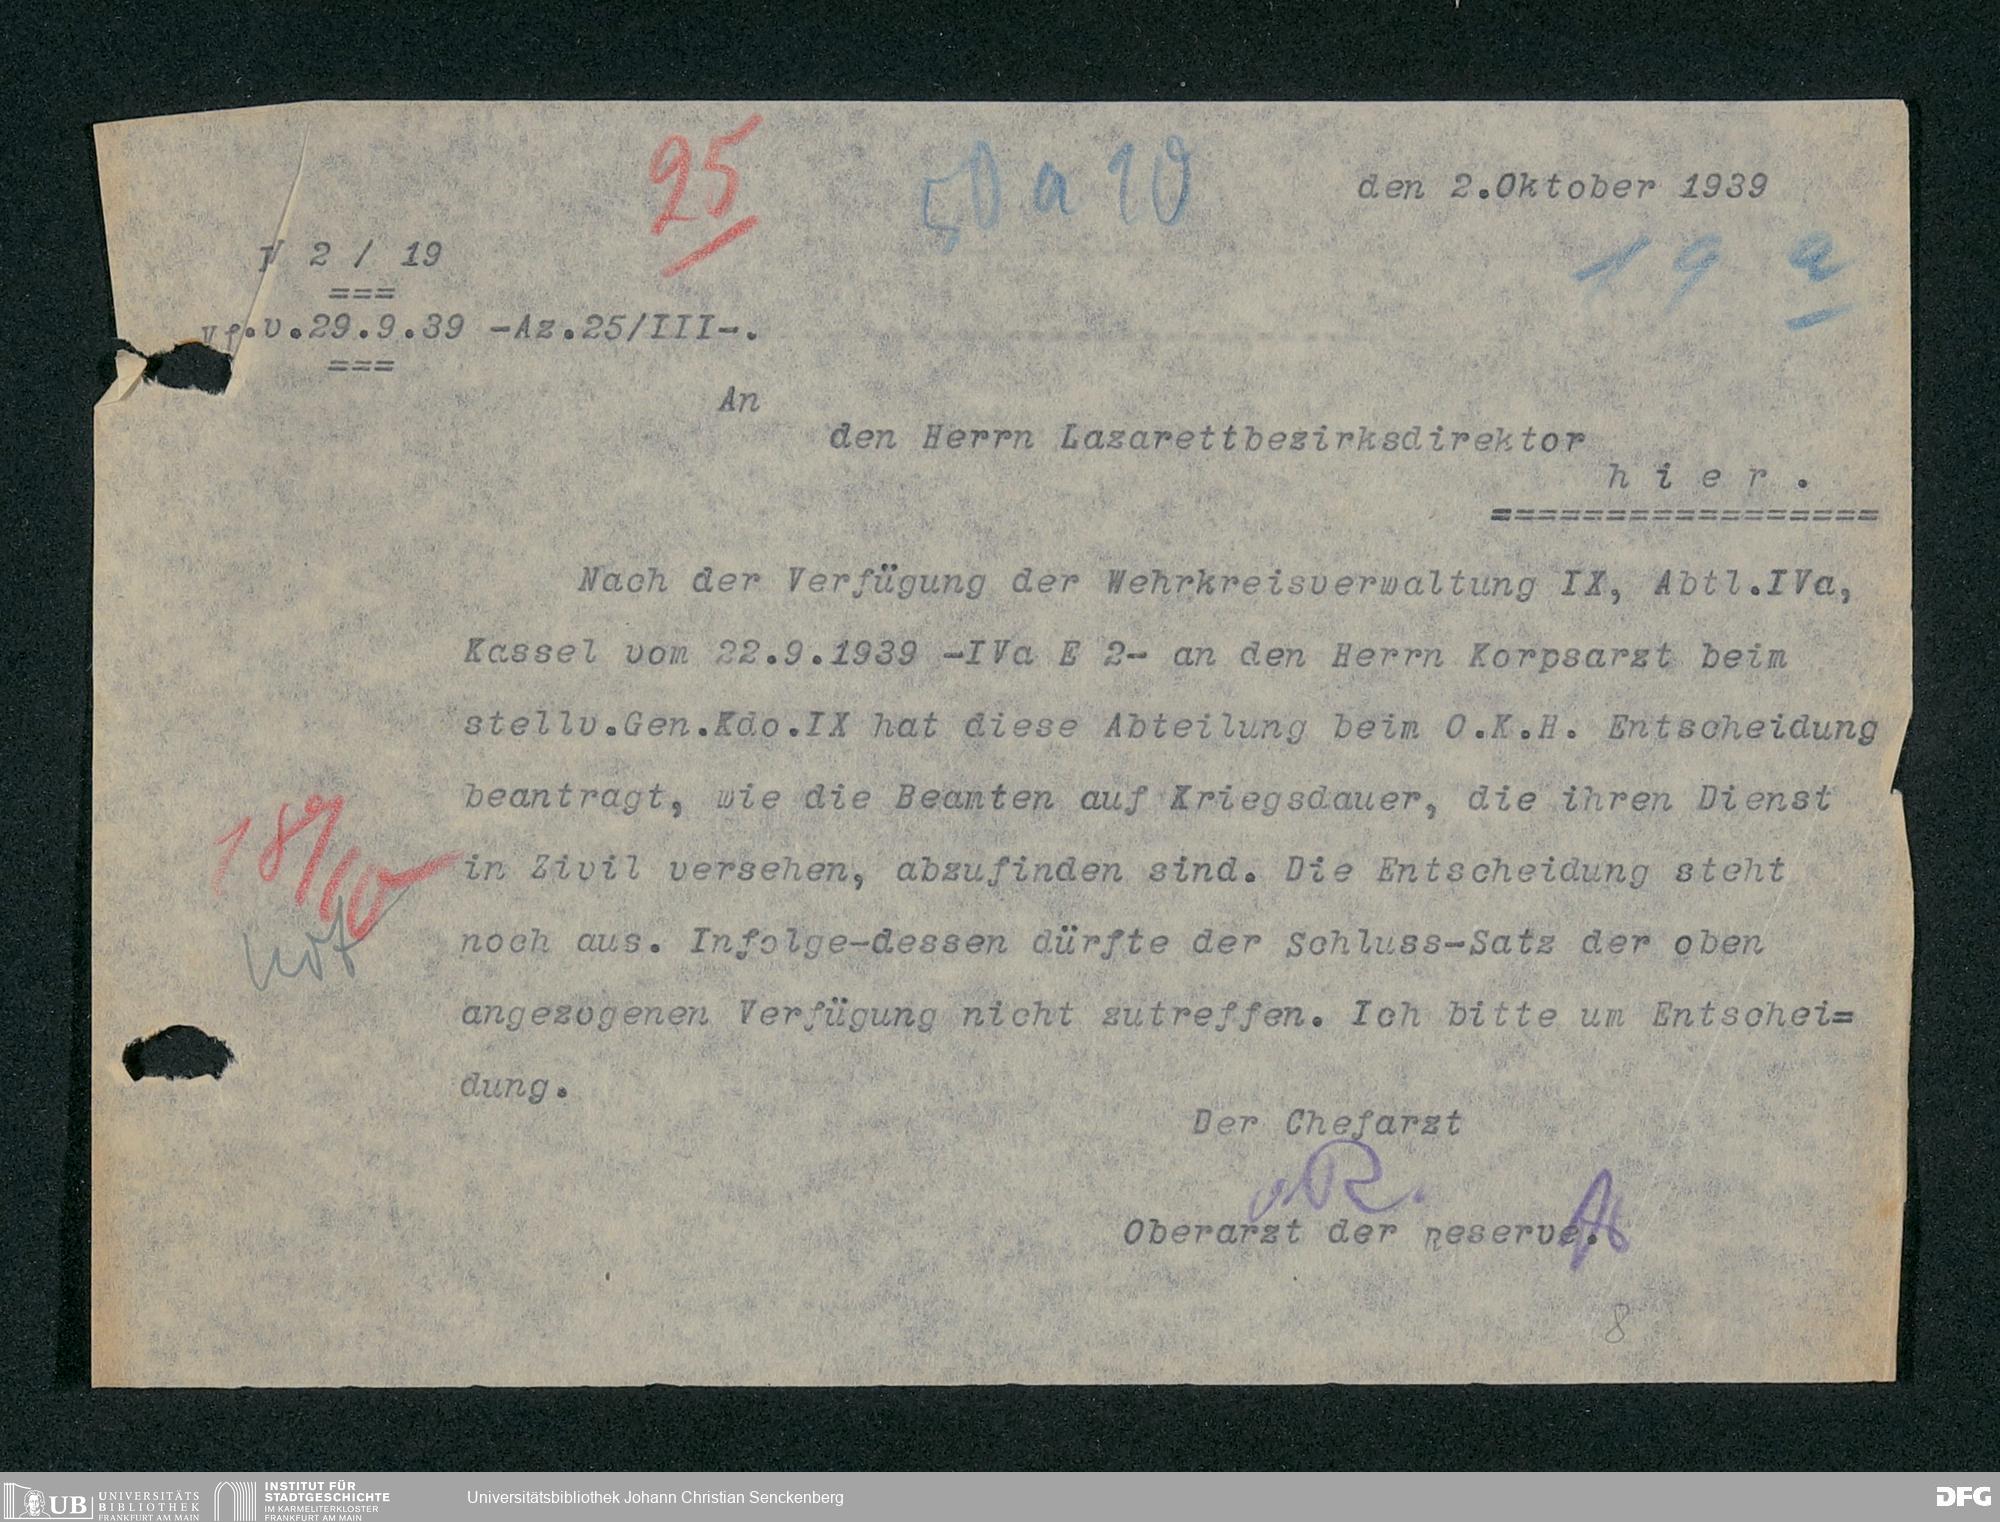 25
50 a 10
den 2.Oktober 1939
19 a
N 2 / 19
===
Vf.v.29.9.39 -Az.25/III-.
===
An
den Herrn Lazarettbezirksdirektor
h i e r .
=================
Nach der Verfügung der Wehrkreisverwaltung IX, Abtl.IVa,
Kassel vom 22.9.1939 -IVa E 2- an den Herrn Korpsarzt beim
stellv.Gen.Kdo.IX hat diese Abteilung beim O.K.H. Entscheidung
beantragt, wie die Beamten auf Kriegsdauer, die ihren Dienst
in Zivil versehen, abzufinden sind. Die Entscheidung steht
noch aus. Infolge-dessen dürfte der Schluss-Satz der oben
angezogenen Verfügung nicht zutreffen. Ich bitte um Entschei=
dung.
18/10
Der Chefarzt
Oberarzt der Reserve.
8
UB UNIVERSITÄTS
BIBLIOTHEK
FRANKFURT AM MAIN
INSTITUT FÜR
STADTGESCHICHTE
IM KARMELITERKLOSTER
FRANKFURT AM MAIN
Universitätsbibliothek Johann Christian Senckenberg
DFG